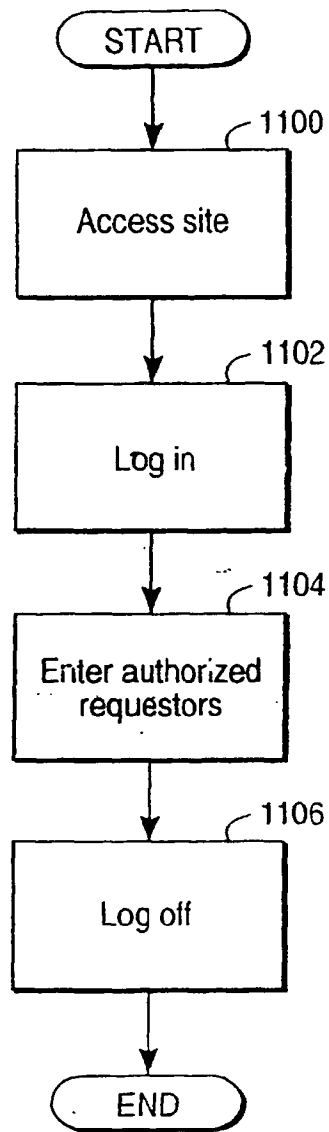 START
1100
Access site
1102
Log in
1104
Enter authorized
requestors
1106
Log off
END